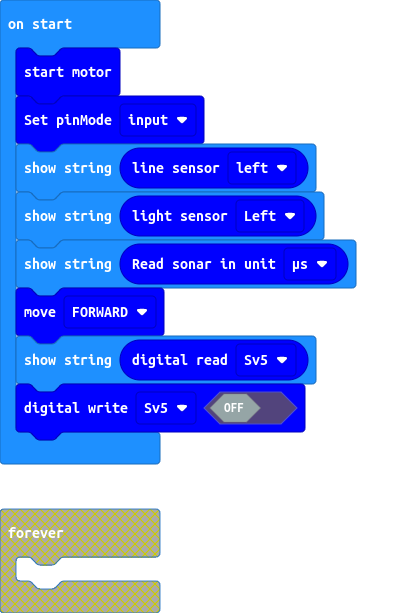 on start
start motor
Set pinMode input
show string line sensor left
show string light sensor Left
show string Read sonar in unit μs
move FORWARD
show string digital read Sv5
digital write Sv5 OFF
forever